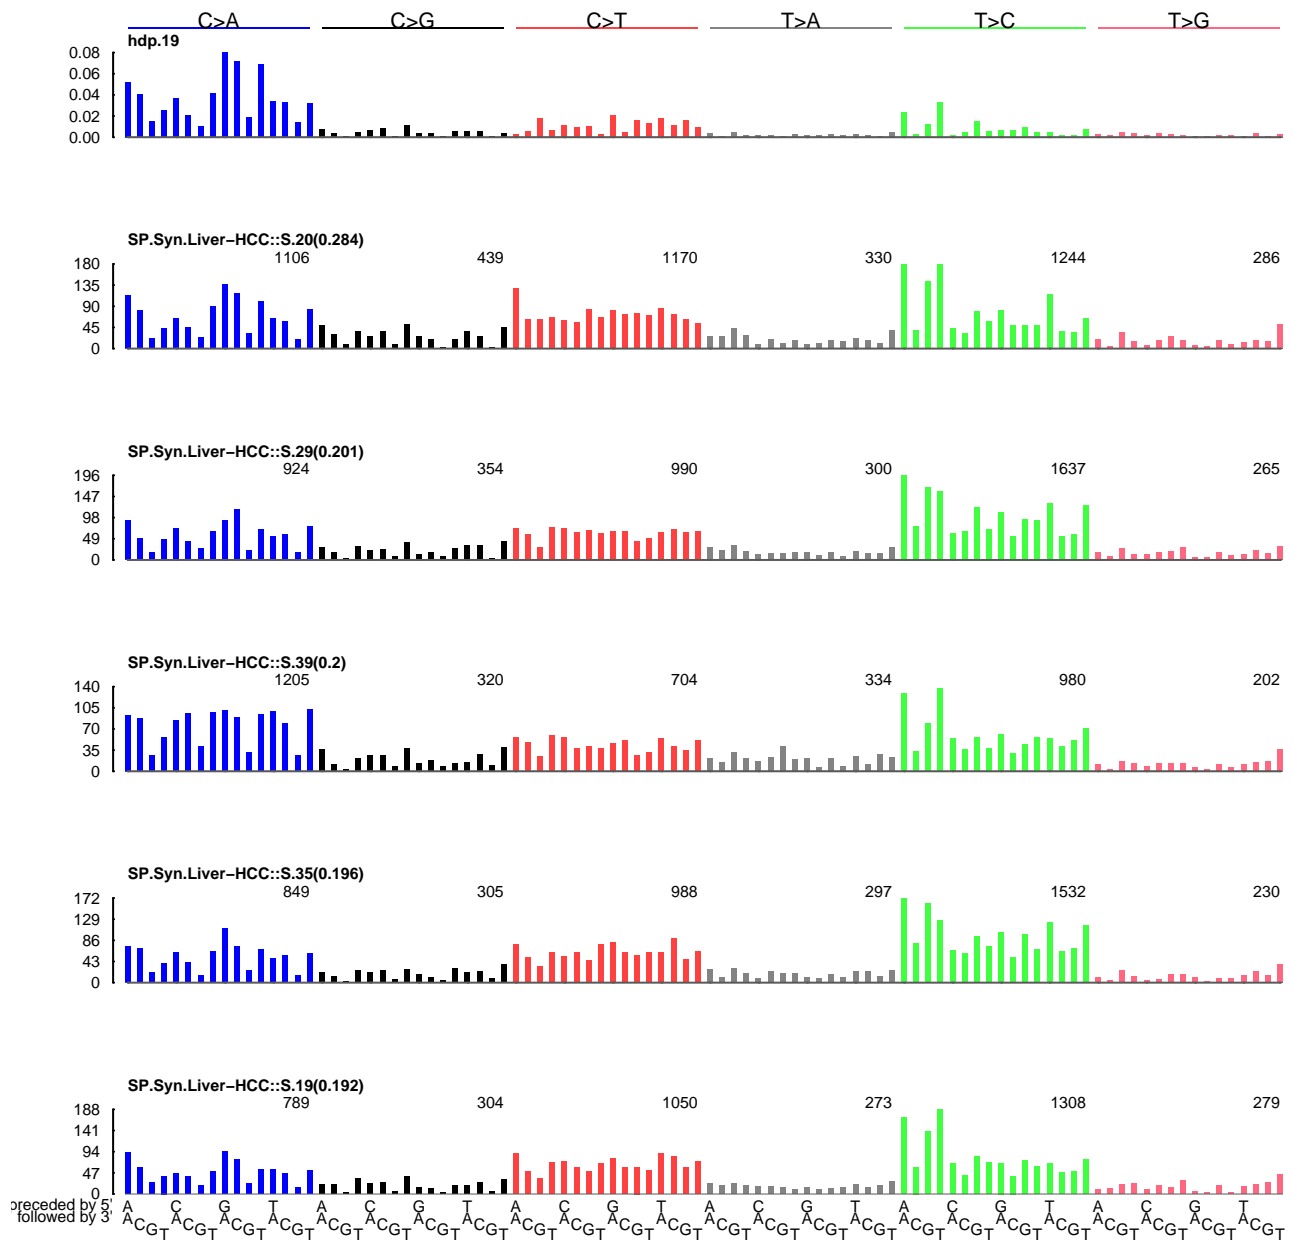 C>A C>G C>T T>A T>C T>G
hdp.19
0.08
0.06
0.04
0.02
0.00
SP.Syn.Liver−HCC::S.20(0.284)
1106 439 1170 330 1244 286
180
135
90
45
0
SP.Syn.Liver−HCC::S.29(0.201)
924 354 990 300 1637 265
196
147
98
49
0
SP.Syn.Liver−HCC::S.39(0.2)
1205 320 704 334 980 202
140
105
70
35
0
SP.Syn.Liver−HCC::S.35(0.196)
849 305 988 297 1532 230
172
129
86
43
0
SP.Syn.Liver−HCC::S.19(0.192)
789 304 1050 273 1308 279
188
141
94
47
0
preceded by 5' A C G T A C G T A C G T A C G T A C G T A C G T
followed by 3' ACGT ACGT ACGT ACGT ACGT ACGT ACGT ACGT ACGT ACGT ACGT ACGT ACGT ACGT ACGT ACGT ACGT ACGT ACGT ACGT ACGT ACGT ACGT ACGT